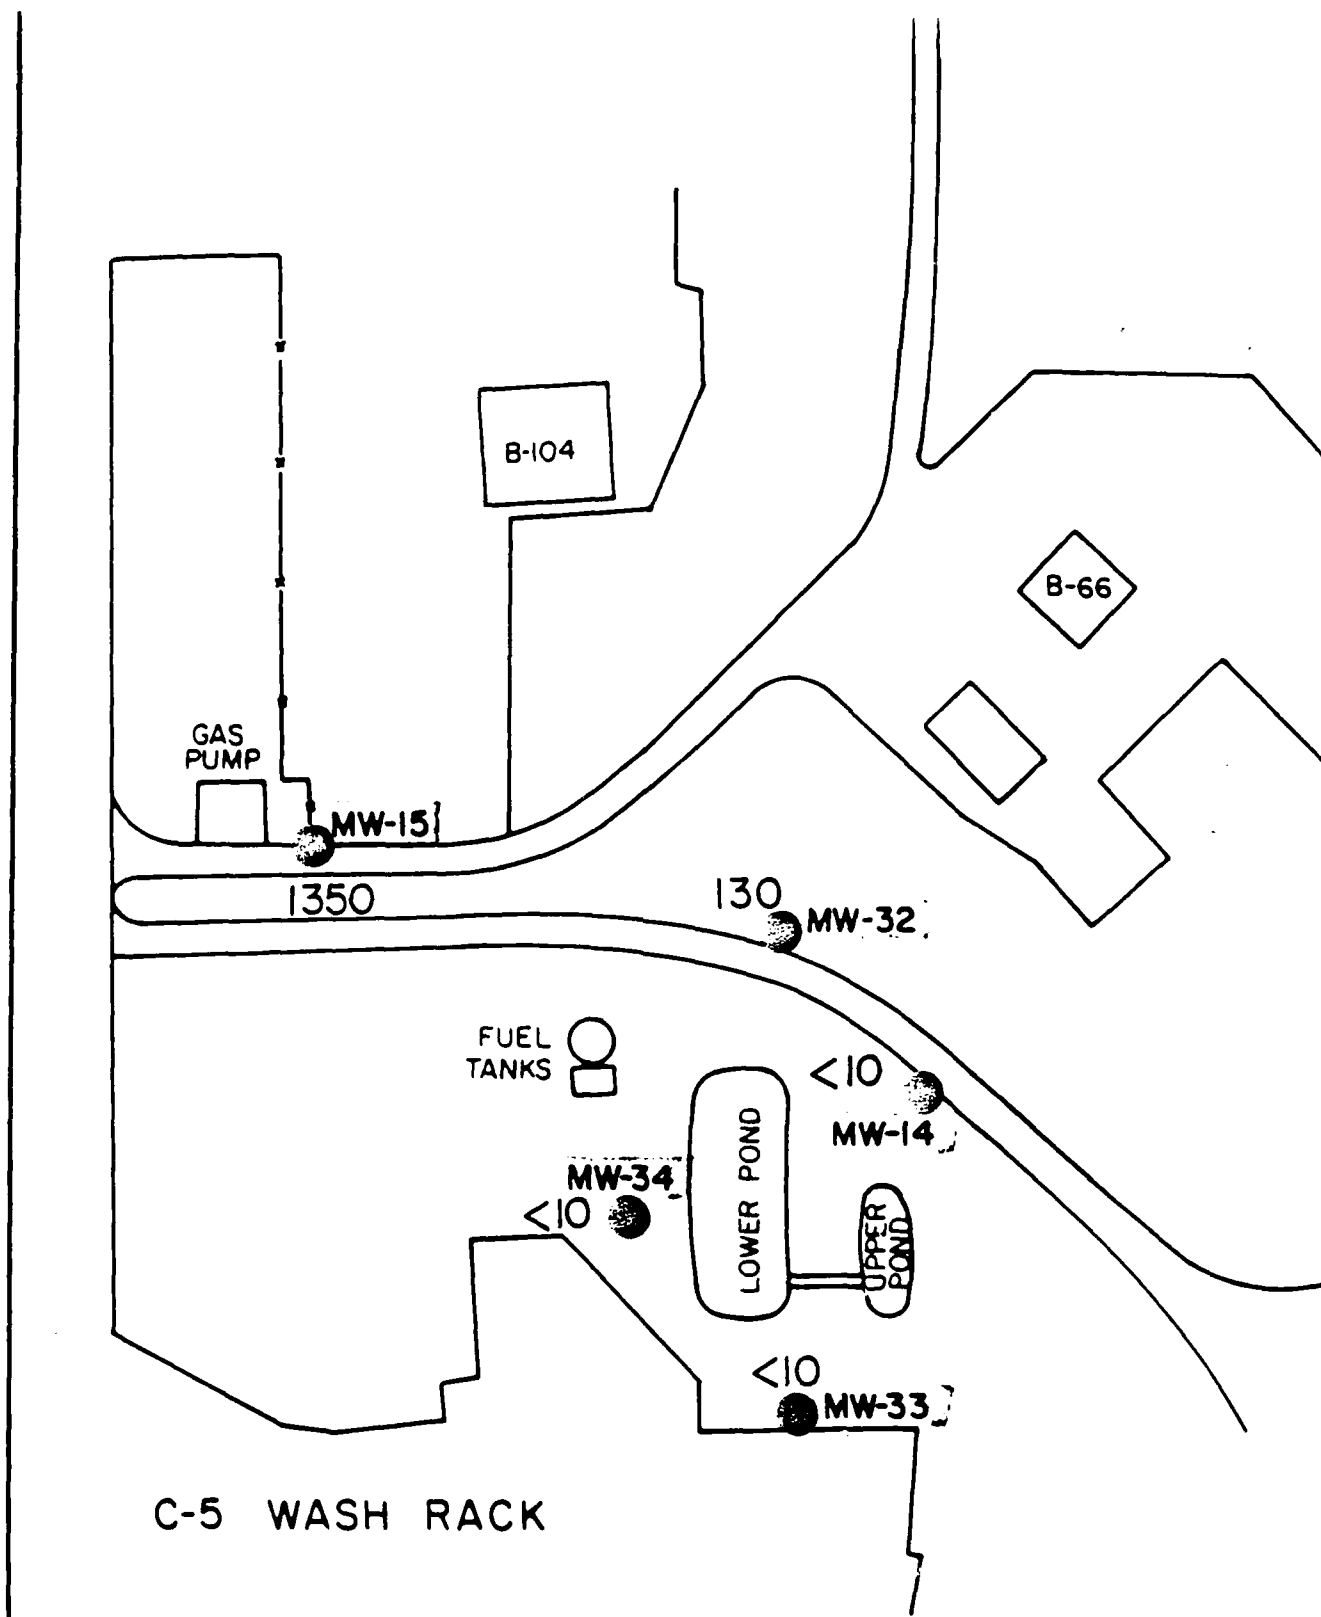 B-104
B-66
GAS
PUMP
MW-15
1350
130
MW-32
FUEL
TANKS
<10
MW-14
LOWER POND
MW-34
<10
UPPER
POND
<10
MW-33
C-5 WASH RACK